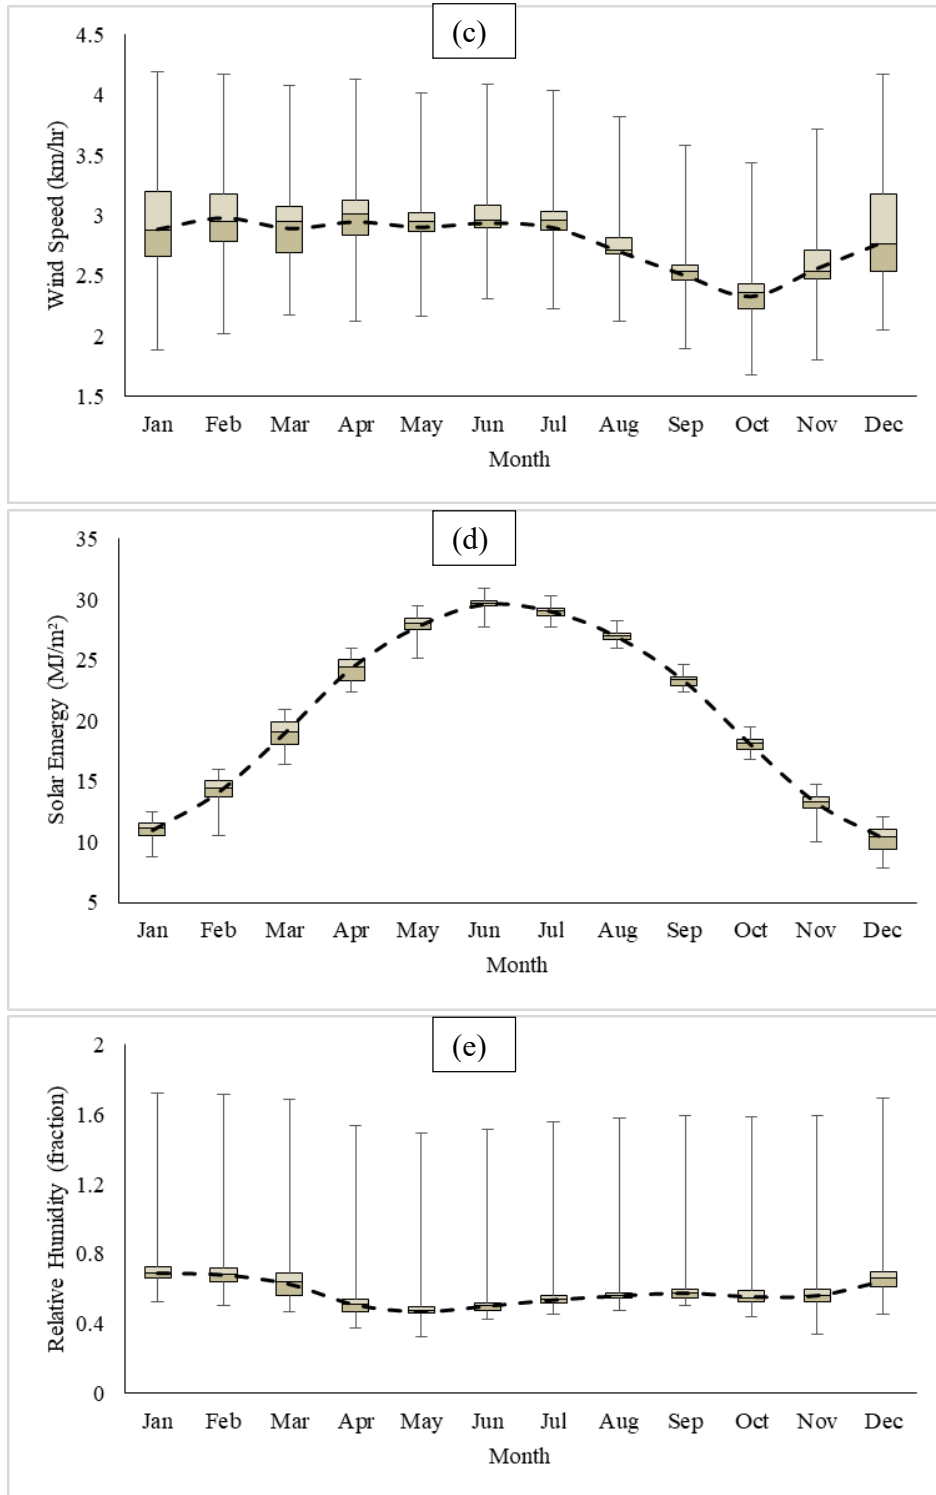 (c)
Wind Speed (km/hr)
4.5
4
3.5
3
2.5
2
1.5
Jan Feb Mar Apr May Jun Jul Aug Sep Oct Nov Dec
Month
(d)
Solar Emergy (MJ/m²)
35
30
25
20
15
10
5
Jan Feb Mar Apr May Jun Jul Aug Sep Oct Nov Dec
Month
(e)
Relative Humidity (fraction)
2
1.6
1.2
0.8
0.4
0
Jan Feb Mar Apr May Jun Jul Aug Sep Oct Nov Dec
Month